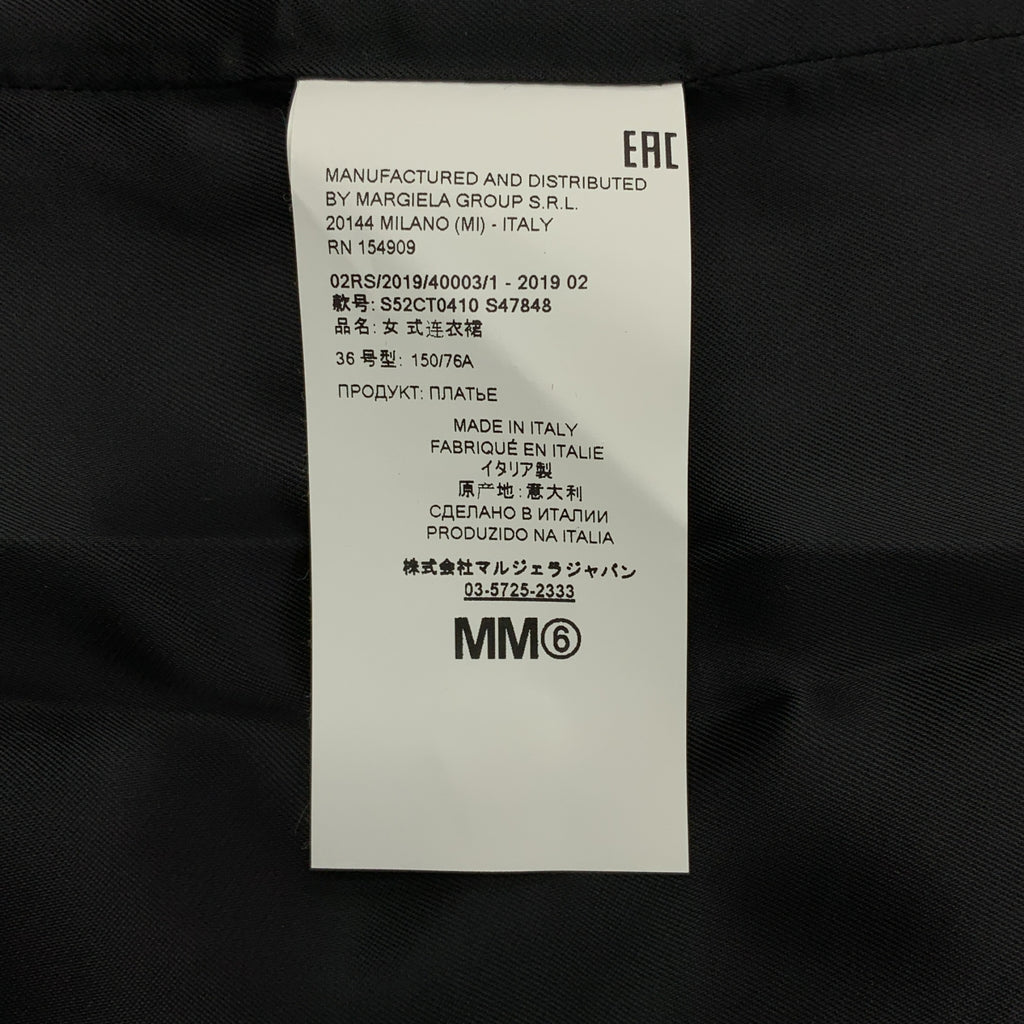 EAC
MANUFACTURED AND DISTRIBUTED
BY MARGIELA GROUP S.R.L.
20144 MILANO (MI) - ITALY
RN 154909
02RS/2019/40003/1 - 2019 02
款号: S52CT0410 S47848
品名: 女 式连衣裙
36 号型: 150/76A
ПРОДУКТ: ПЛАТЬЕ
MADE IN ITALY
FABRIQUÉ EN ITALIE
イタリア製
原产地: 意大利
СДЕЛАНО В ИТАЛИИ
PRODUZIDO NA ITALIA
株式会社マルジェラジャパン
03-5725-2333
MM⑥